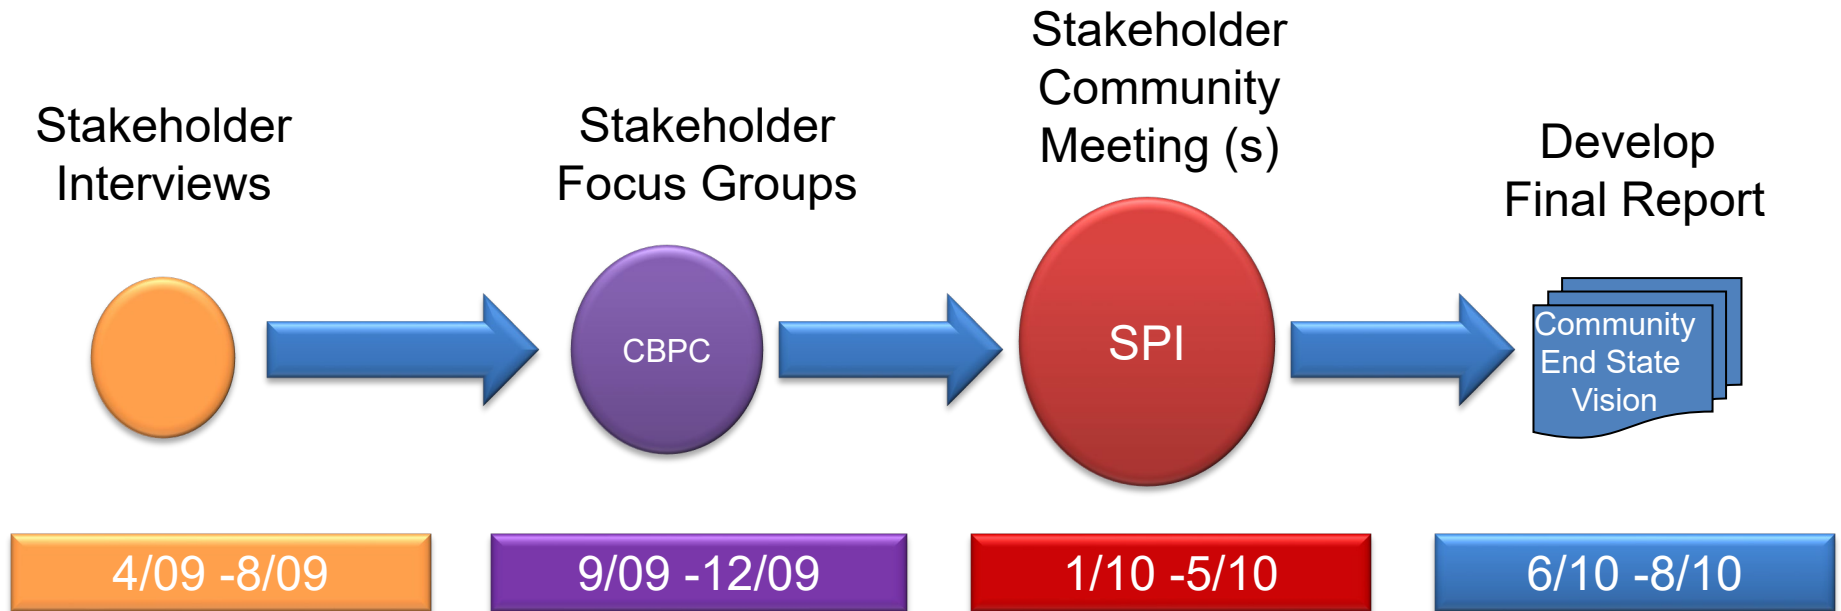 Stakeholder
Interviews
Stakeholder
Focus Groups
Stakeholder
Community
Meeting (s)
Develop
Final Report
CBPC
SPI
Community
End State
Vision
4/09 -8/09
9/09 -12/09
1/10 -5/10
6/10 -8/10